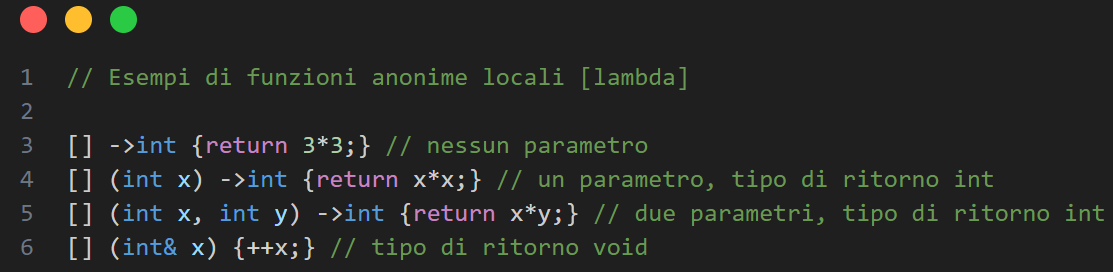 1 // Esempi di funzioni anonime locali [lambda]
2
3 [] ->int {return 3*3;} // nessun parametro
4 [] (int x) ->int {return x*x;} // un parametro, tipo di ritorno int
5 [] (int x, int y) ->int {return x*y;} // due parametri, tipo di ritorno int
6 [] (int& x) {++x;} // tipo di ritorno void